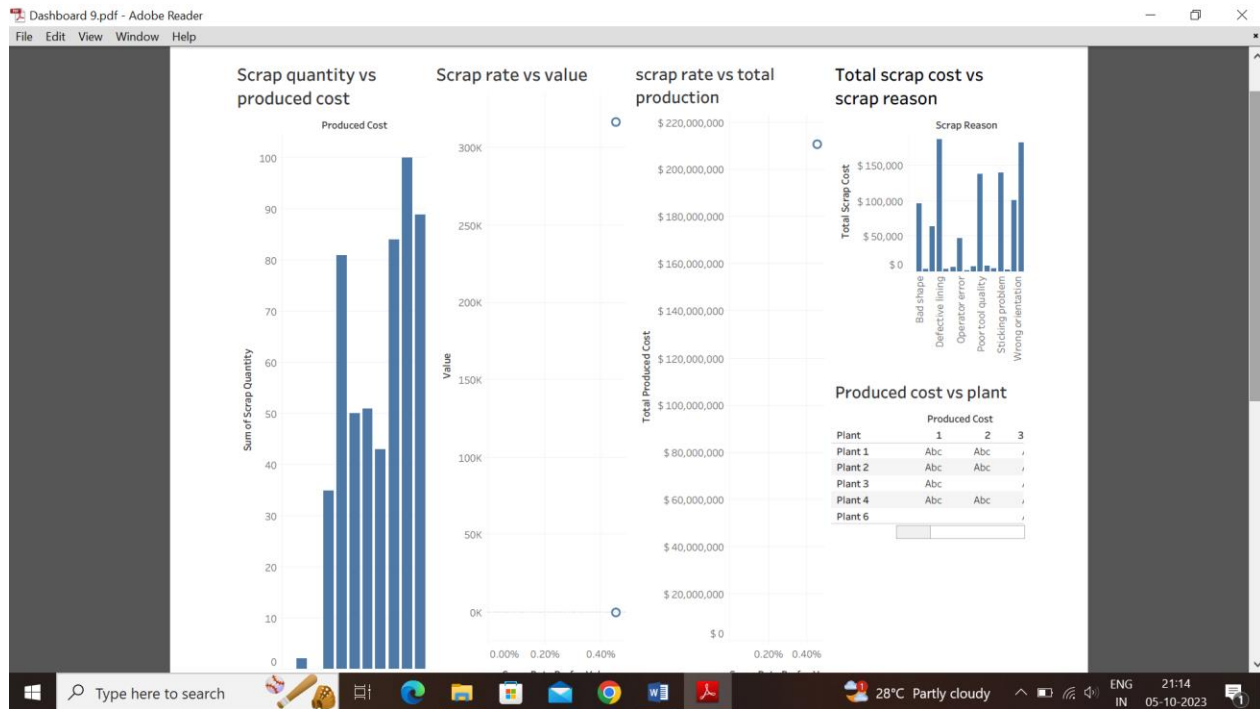 Dashboard 9.pdf - Adobe Reader
File Edit View Window Help
Scrap quantity vs
produced cost
Produced Cost
Sum of Scrap Quantity
100
90
80
70
60
50
40
30
20
10
0
Scrap rate vs value
Value
300K
250K
200K
150K
100K
50K
0K
0.00% 0.20% 0.40%
scrap rate vs total
production
Total Produced Cost
$ 220,000,000
$ 200,000,000
$ 180,000,000
$ 160,000,000
$ 140,000,000
$ 120,000,000
$ 100,000,000
$ 80,000,000
$ 60,000,000
$ 40,000,000
$ 20,000,000
$ 0
0.20% 0.40%
Total scrap cost vs
scrap reason
Scrap Reason
Total Scrap Cost
$ 150,000
$ 100,000
$ 50,000
$ 0
Bad shape
Defective lining
Operator error
Poor tool quality
Sticking problem
Wrong orientation
Produced cost vs plant
Produced Cost
Plant 1 2 3
Plant 1 Abc Abc
Plant 2 Abc Abc
Plant 3 Abc
Plant 4 Abc Abc
Plant 6
Type here to search
28°C Partly cloudy
ENG
IN
21:14
05-10-2023
1